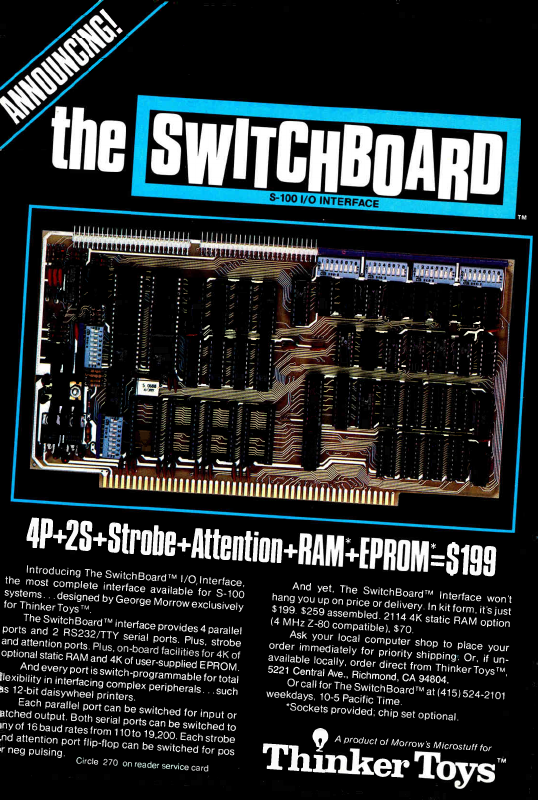 ANNOUNCING!
the SWITCHBOARD
S-100 I/O INTERFACE
™
4P+2S+Strobe+Attention+RAM*+EPROM*=$199
Introducing The SwitchBoard™ I/O Interface,
the most complete interface available for S-100
systems...designed by George Morrow exclusively
for Thinker Toys™.
The SwitchBoard™ interface provides 4 parallel
ports and 2 RS232/TTY serial ports. Plus, strobe
and attention ports. Plus, on-board facilities for 4K of
optional static RAM and 4K of user-supplied EPROM.
And every port is switch-programmable for total
flexibility in interfacing complex peripherals...such
as 12-bit daisywheel printers.
Each parallel port can be switched for input or
atched output. Both serial ports can be switched to
any of 16 baud rates from 110 to 19,200. Each strobe
and attention port flip-flop can be switched for pos
or neg pulsing.
Circle 270 on reader service card
And yet, The SwitchBoard™ Interface won't
hang you up on price or delivery. In kit form, it's just
$199. $259 assembled. 2114 4K static RAM option
(4 MHz Z-80 compatible), $70.
Ask your local computer shop to place your
order immediately for priority shipping. Or, if un-
available locally, order direct from Thinker Toys™,
5221 Central Ave., Richmond, CA 94804.
Or call for The SwitchBoard™ at (415) 524-2101
weekdays, 10-5 Pacific Time.
*Sockets provided; chip set optional.
A product of Morrow's Microstuff for
Thinker Toys™